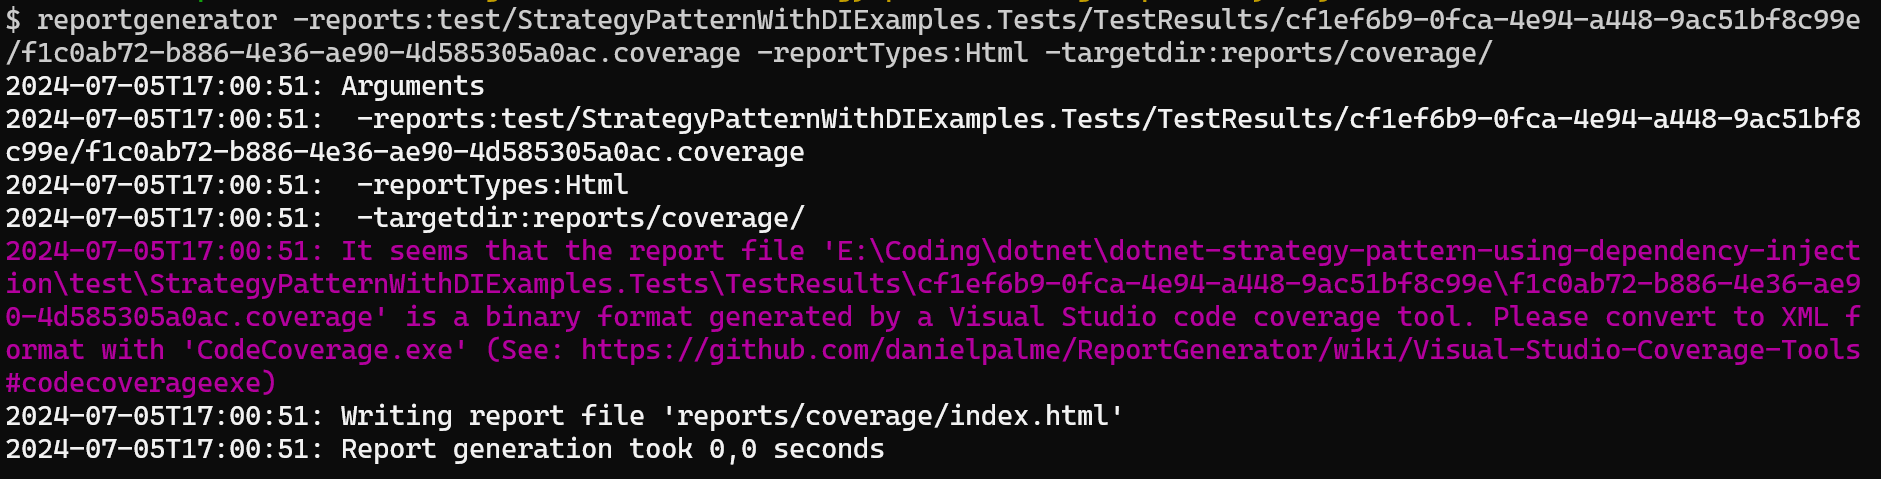 $ reportgenerator -reports:test/StrategyPatternWithDIExamples.Tests/TestResults/cf1ef6b9-0fca-4e94-a448-9ac51bf8c99e
/f1c0ab72-b886-4e36-ae90-4d585305a0ac.coverage -reportTypes:Html -targetdir:reports/coverage/
2024-07-05T17:00:51: Arguments
2024-07-05T17:00:51:  -reports:test/StrategyPatternWithDIExamples.Tests/TestResults/cf1ef6b9-0fca-4e94-a448-9ac51bf8
c99e/f1c0ab72-b886-4e36-ae90-4d585305a0ac.coverage
2024-07-05T17:00:51:  -reportTypes:Html
2024-07-05T17:00:51:  -targetdir:reports/coverage/
2024-07-05T17:00:51: It seems that the report file 'E:\Coding\dotnet\dotnet-strategy-pattern-using-dependency-inject
ion\test\StrategyPatternWithDIExamples.Tests\TestResults\cf1ef6b9-0fca-4e94-a448-9ac51bf8c99e\f1c0ab72-b886-4e36-ae9
0-4d585305a0ac.coverage' is a binary format generated by a Visual Studio code coverage tool. Please convert to XML f
ormat with 'CodeCoverage.exe' (See: https://github.com/danielpalme/ReportGenerator/wiki/Visual-Studio-Coverage-Tools
#codecoverageexe)
2024-07-05T17:00:51: Writing report file 'reports/coverage/index.html'
2024-07-05T17:00:51: Report generation took 0,0 seconds